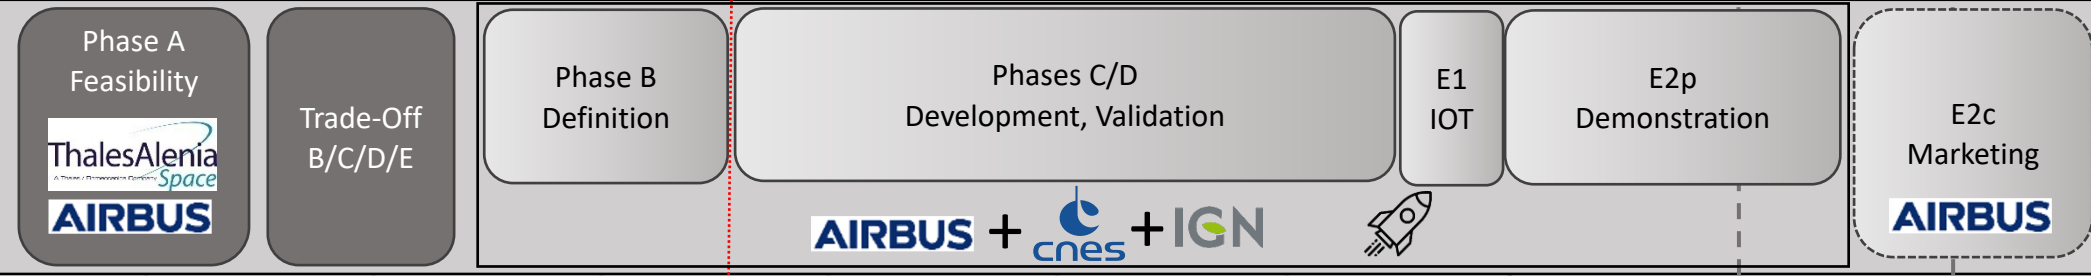 Phase A
Feasibility
ThalesAlenia
Space
AIRBUS
Trade-Off
B/C/D/E
Phase B
Definition
Phases C/D
Development, Validation
E1
IOT
E2p
Demonstration
AIRBUS + cnes + IGN
E2c
Marketing
AIRBUS